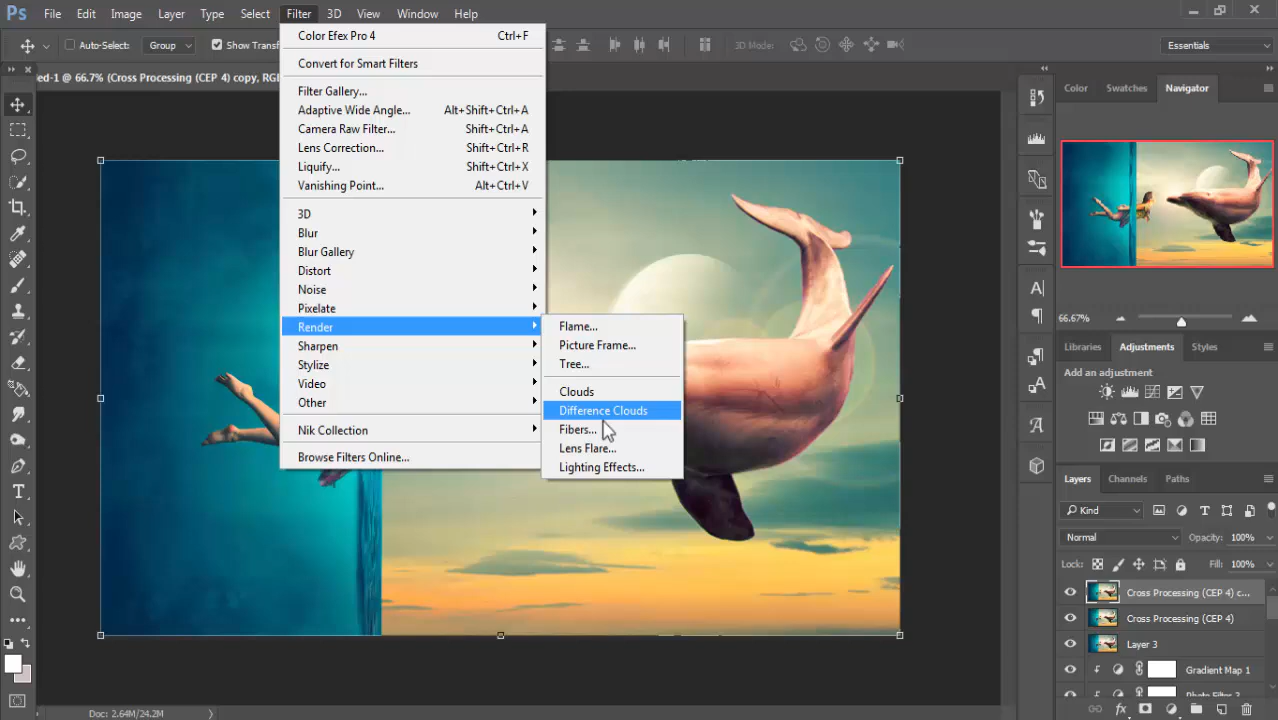 Ps File Edit Image Layer Type Select Filter 3D View Window Help
Auto-Select: Group Show Transf 3D Mode: Essentials
ed-1 @ 66.7% (Cross Processing (CEP 4) copy, RG
Color Efex Pro 4 Ctrl+F
Convert for Smart Filters
Filter Gallery...
Adaptive Wide Angle... Alt+Shift+Ctrl+A
Camera Raw Filter... Shift+Ctrl+A
Lens Correction... Shift+Ctrl+R
Liquify... Shift+Ctrl+X
Vanishing Point... Alt+Ctrl+V
3D
Blur
Blur Gallery
Distort
Noise
Pixelate
Render
Sharpen
Stylize
Video
Other
Nik Collection
Browse Filters Online...
Flame...
Picture Frame...
Tree...
Clouds
Difference Clouds
Fibers...
Lens Flare...
Lighting Effects...
Color Swatches Navigator
66.67%
Libraries Adjustments Styles
Add an adjustment
Layers Channels Paths
Kind
Normal Opacity: 100%
Lock: Fill: 100%
Cross Processing (CEP 4) c...
Cross Processing (CEP 4)
Layer 3
Gradient Map 1
Photo Filter 3
Doc: 2.64M/24.2M